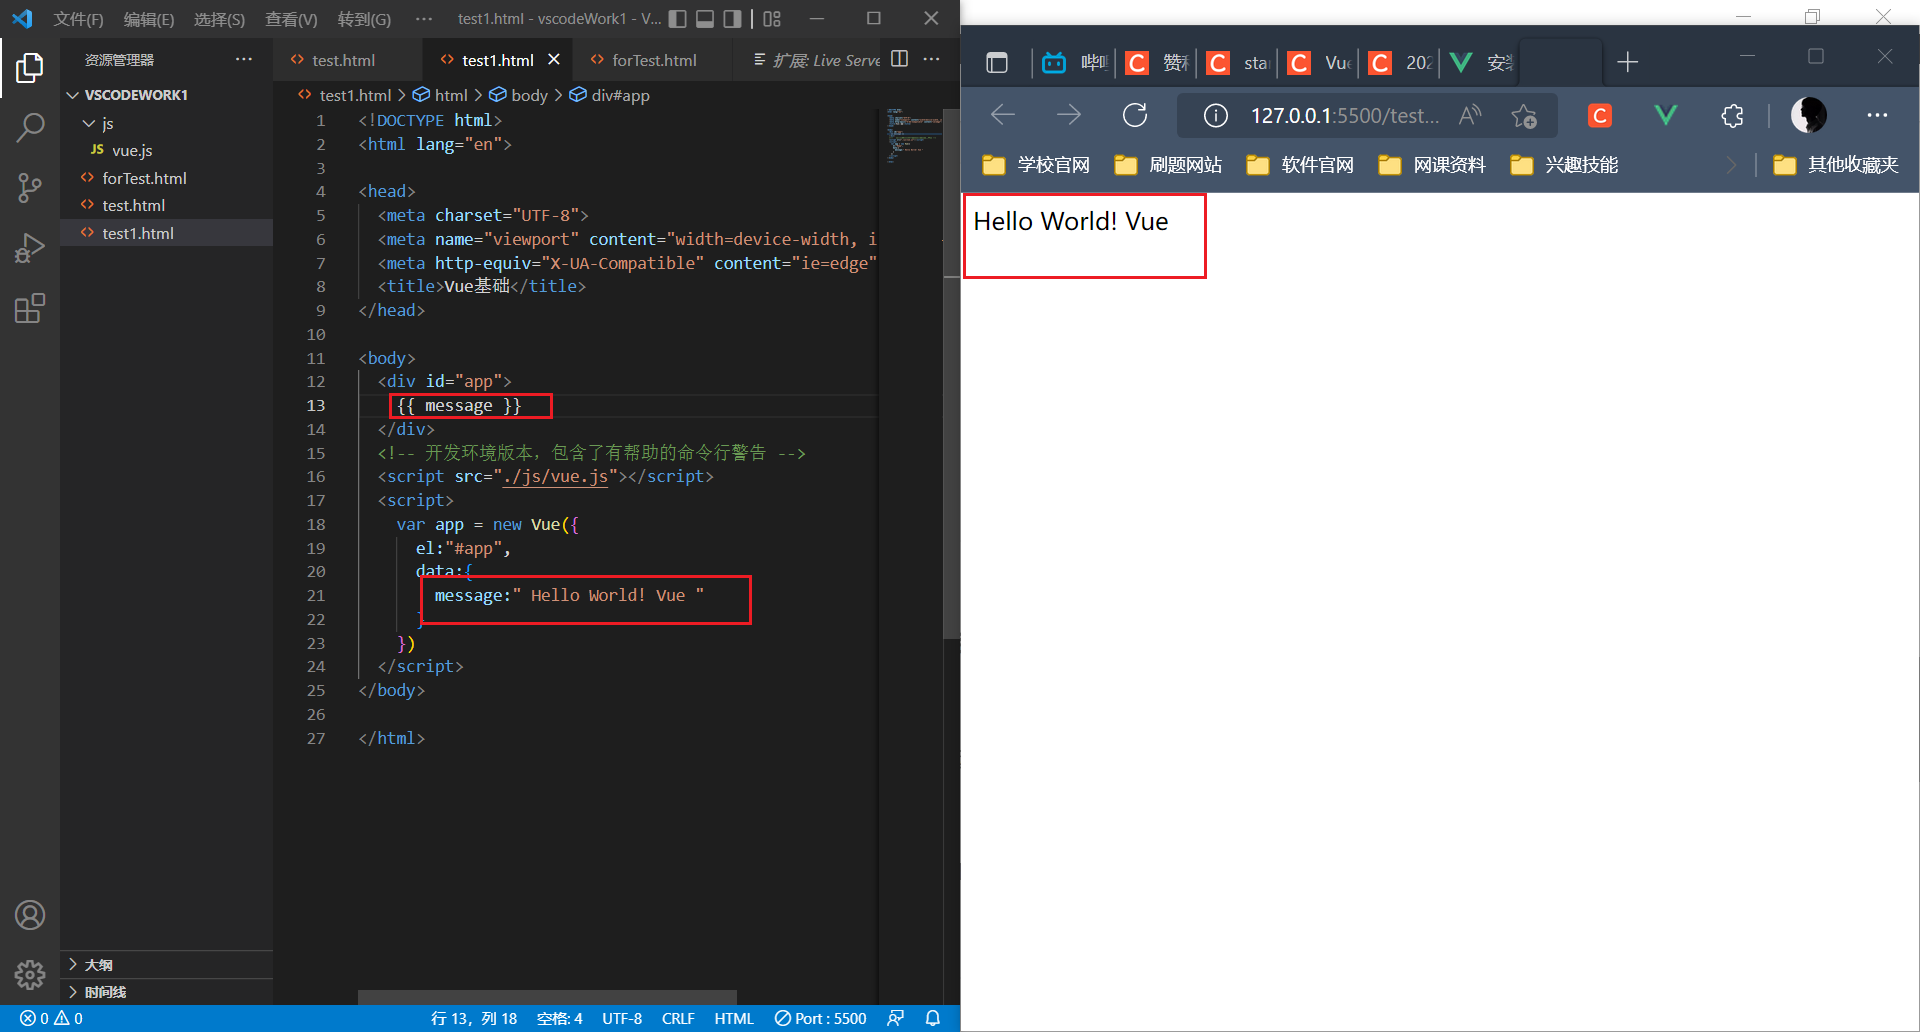 文件(F) 编辑(E) 选择(S) 查看(V) 转到(G) ··· test1.html - vscodeWork1 - V...
资源管理器 ···
VSCODEWORK1
js
JS vue.js
forTest.html
test.html
test1.html
大纲
时间线
test.html test1.html forTest.html 扩展: Live Serve ···
test1.html > html > body > div#app
1 <!DOCTYPE html>
2 <html lang="en">
3
4 <head>
5 <meta charset="UTF-8">
6 <meta name="viewport" content="width=device-width, i
7 <meta http-equiv="X-UA-Compatible" content="ie=edge"
8 <title>Vue基础</title>
9 </head>
10
11 <body>
12 <div id="app">
13 {{ message }}
14 </div>
15 <!-- 开发环境版本，包含了有帮助的命令行警告 -->
16 <script src="./js/vue.js"></script>
17 <script>
18 var app = new Vue({
19 el:"#app",
20 data:{
21 message:" Hello World! Vue "
22 }
23 })
24 </script>
25 </body>
26
27 </html>
0 0 行 13，列 18 空格: 4 UTF-8 CRLF HTML Port : 5500
哔 C 赞 C sta C Vue C 202 安装
127.0.0.1:5500/test... A C ···
学校官网 刷题网站 软件官网 网课资料 兴趣技能 其他收藏夹
Hello World! Vue